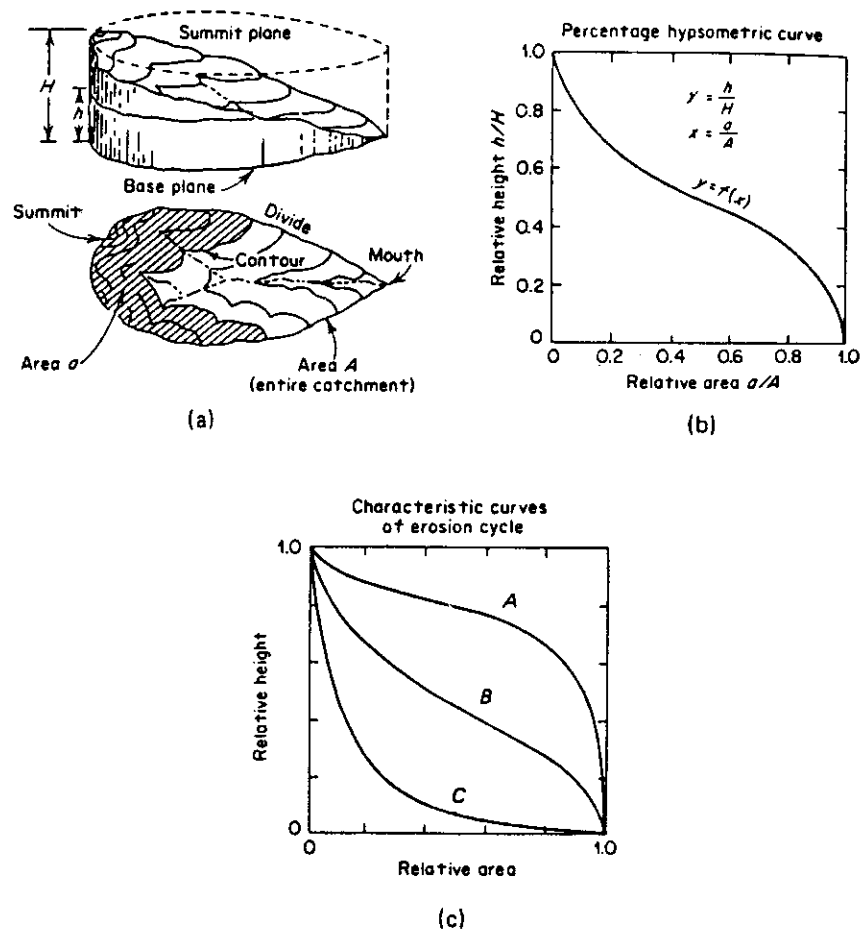 Summit plane
H
h
Base plane
Summit
Divide
Contour
Mouth
Area a
Area A
(entire catchment)
(a)
Percentage hypsometric curve
1.0
0.8
0.6
0.4
0.2
0
Relative height h/H
y = h/H
x = a/A
y = f(x)
0 0.2 0.4 0.6 0.8 1.0
Relative area a/A
(b)
Characteristic curves
of erosion cycle
1.0
0
Relative height
A
B
C
0 1.0
Relative area
(c)